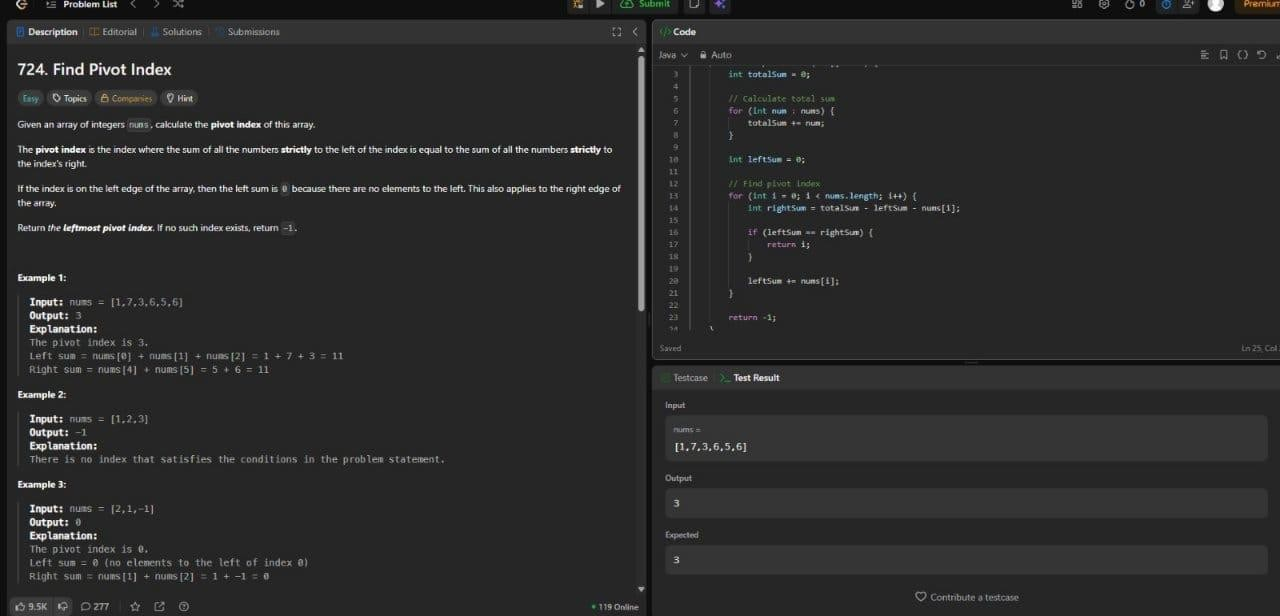 Problem List
Submit
0
Premium
Description
Editorial
Solutions
Submissions
724. Find Pivot Index
Easy
Topics
Companies
Hint
Given an array of integers nums, calculate the pivot index of this array.
The pivot index is the index where the sum of all the numbers strictly to the left of the index is equal to the sum of all the numbers strictly to
the index's right.
If the index is on the left edge of the array, then the left sum is 0 because there are no elements to the left. This also applies to the right edge of
the array.
Return the leftmost pivot index. If no such index exists, return -1.
Example 1:
Input: nums = [1,7,3,6,5,6]
Output: 3
Explanation:
The pivot index is 3.
Left sum = nums[0] + nums[1] + nums[2] = 1 + 7 + 3 = 11
Right sum = nums[4] + nums[5] = 5 + 6 = 11
Example 2:
Input: nums = [1,2,3]
Output: -1
Explanation:
There is no index that satisfies the conditions in the problem statement.
Example 3:
Input: nums = [2,1,-1]
Output: 0
Explanation:
The pivot index is 0.
Left sum = 0 (no elements to the left of index 0)
Right sum = nums[1] + nums[2] = 1 + -1 = 0
9.5K
277
119 Online
</> Code
Java
Auto
3 int totalSum = 0;
4
5 // Calculate total sum
6 for (int num : nums) {
7 totalSum += num;
8 }
9
10 int leftSum = 0;
11
12 // Find pivot index
13 for (int i = 0; i < nums.length; i++) {
14 int rightSum = totalSum - leftSum - nums[i];
15
16 if (leftSum == rightSum) {
17 return i;
18 }
19
20 leftSum += nums[i];
21 }
22
23 return -1;
24
Saved
Ln 25, Col
Testcase
>_ Test Result
Input
nums =
[1,7,3,6,5,6]
Output
3
Expected
3
Contribute a testcase